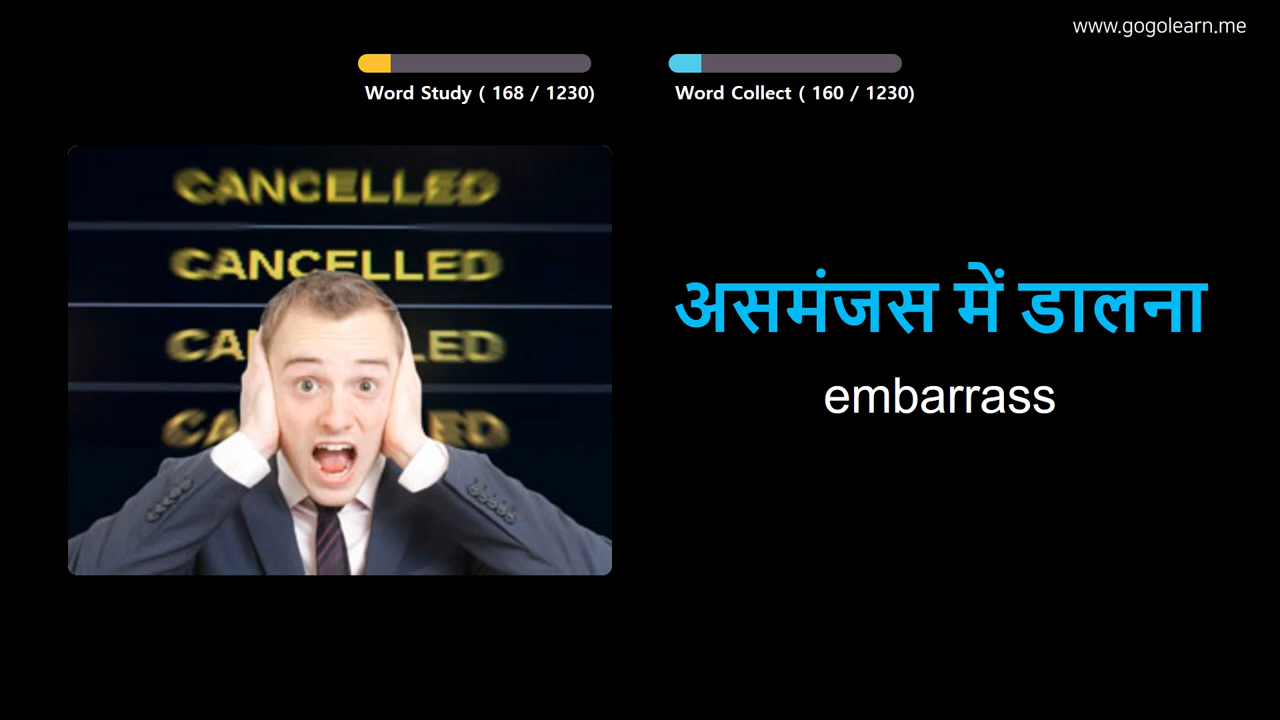 www.gogolearn.me
Word Study ( 168 / 1230)
Word Collect ( 160 / 1230)
CANCELLED
CANCELLED
असमंजस में डालना
embarrass